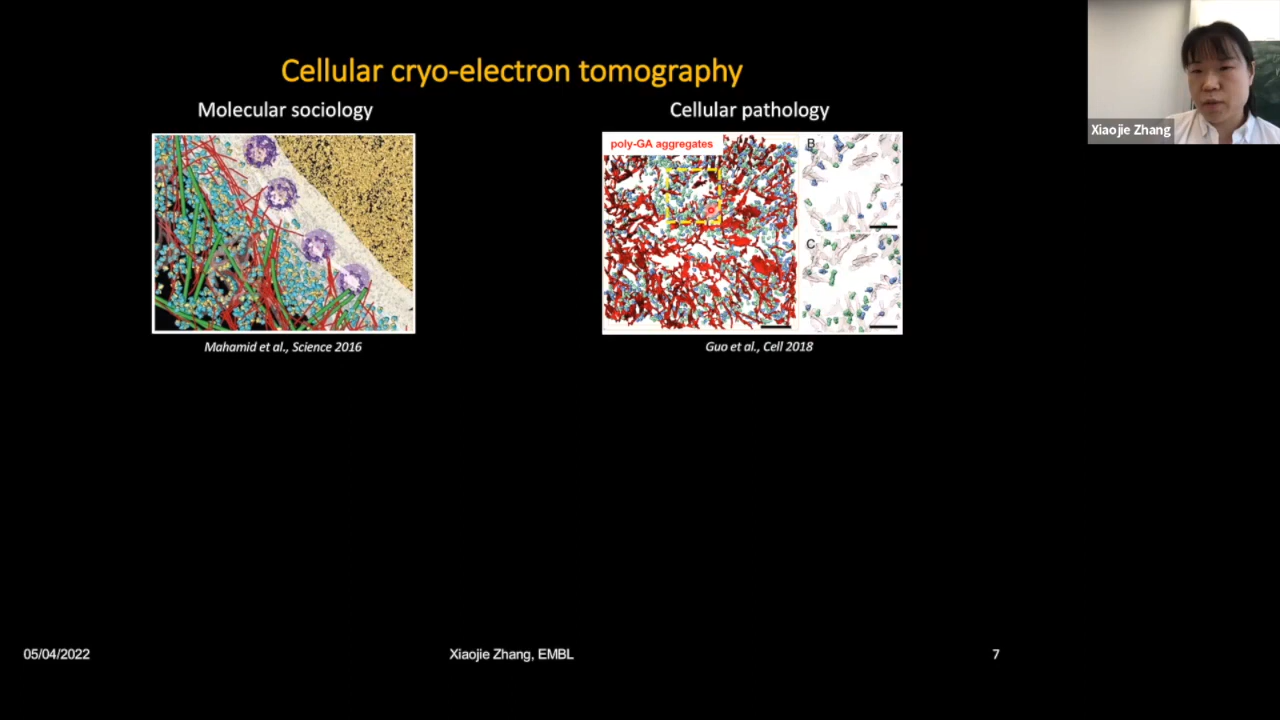 Cellular cryo-electron tomography
Molecular sociology
Cellular pathology
poly-GA aggregates
B
C
Mahamid et al., Science 2016
Guo et al., Cell 2018
Xiaojie Zhang
05/04/2022
Xiaojie Zhang, EMBL
7